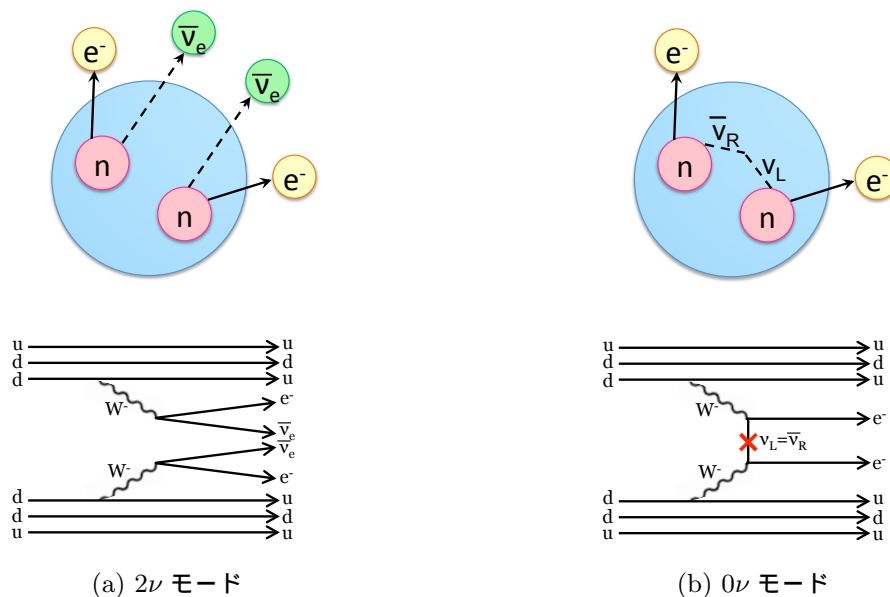 e⁻ ν̅e
ν̅e
n
n e⁻
u u
d d
d u
W⁻ e⁻
ν̅e
ν̅e
W⁻ e⁻
d u
d d
u u
(a) 2ν モード
e⁻
ν̅R
n νL
n e⁻
u u
d d
d u
W⁻ e⁻
νL=ν̅R
W⁻ e⁻
d u
d d
u u
(b) 0ν モード